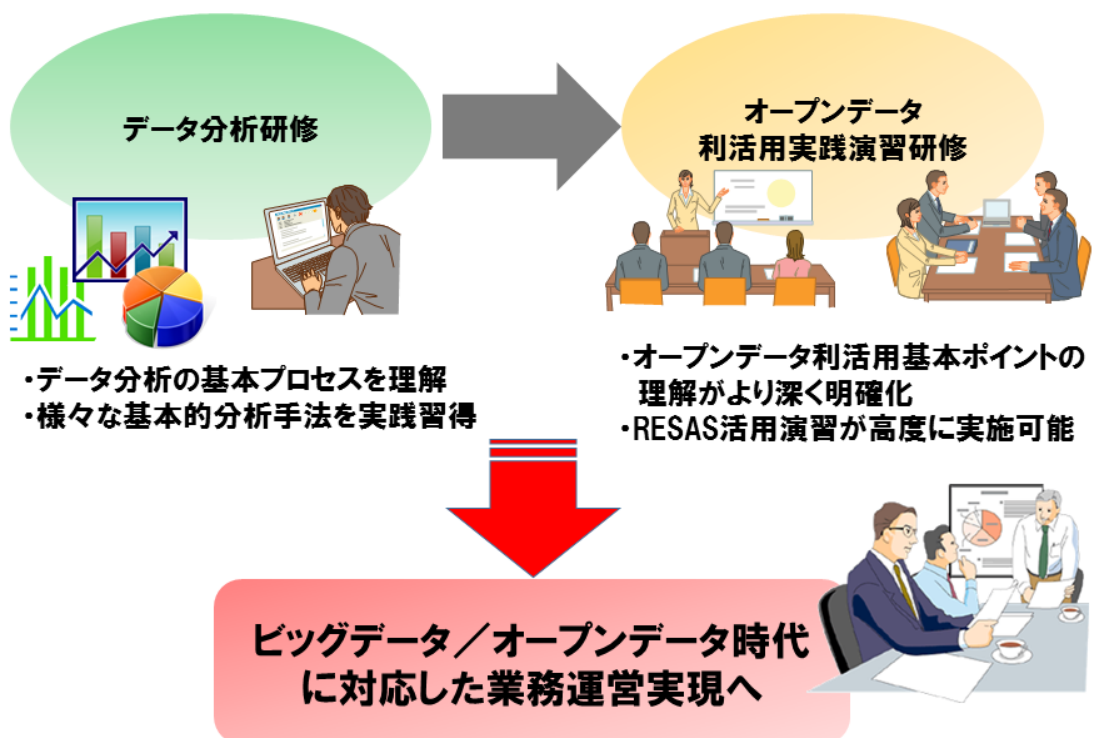 データ分析研修
オープンデータ
利活用実践演習研修
・データ分析の基本プロセスを理解
・様々な基本的分析手法を実践習得
・オープンデータ利活用基本ポイントの
理解がより深く明確化
・RESAS活用演習が高度に実施可能
ビッグデータ／オープンデータ時代
に対応した業務運営実現へ